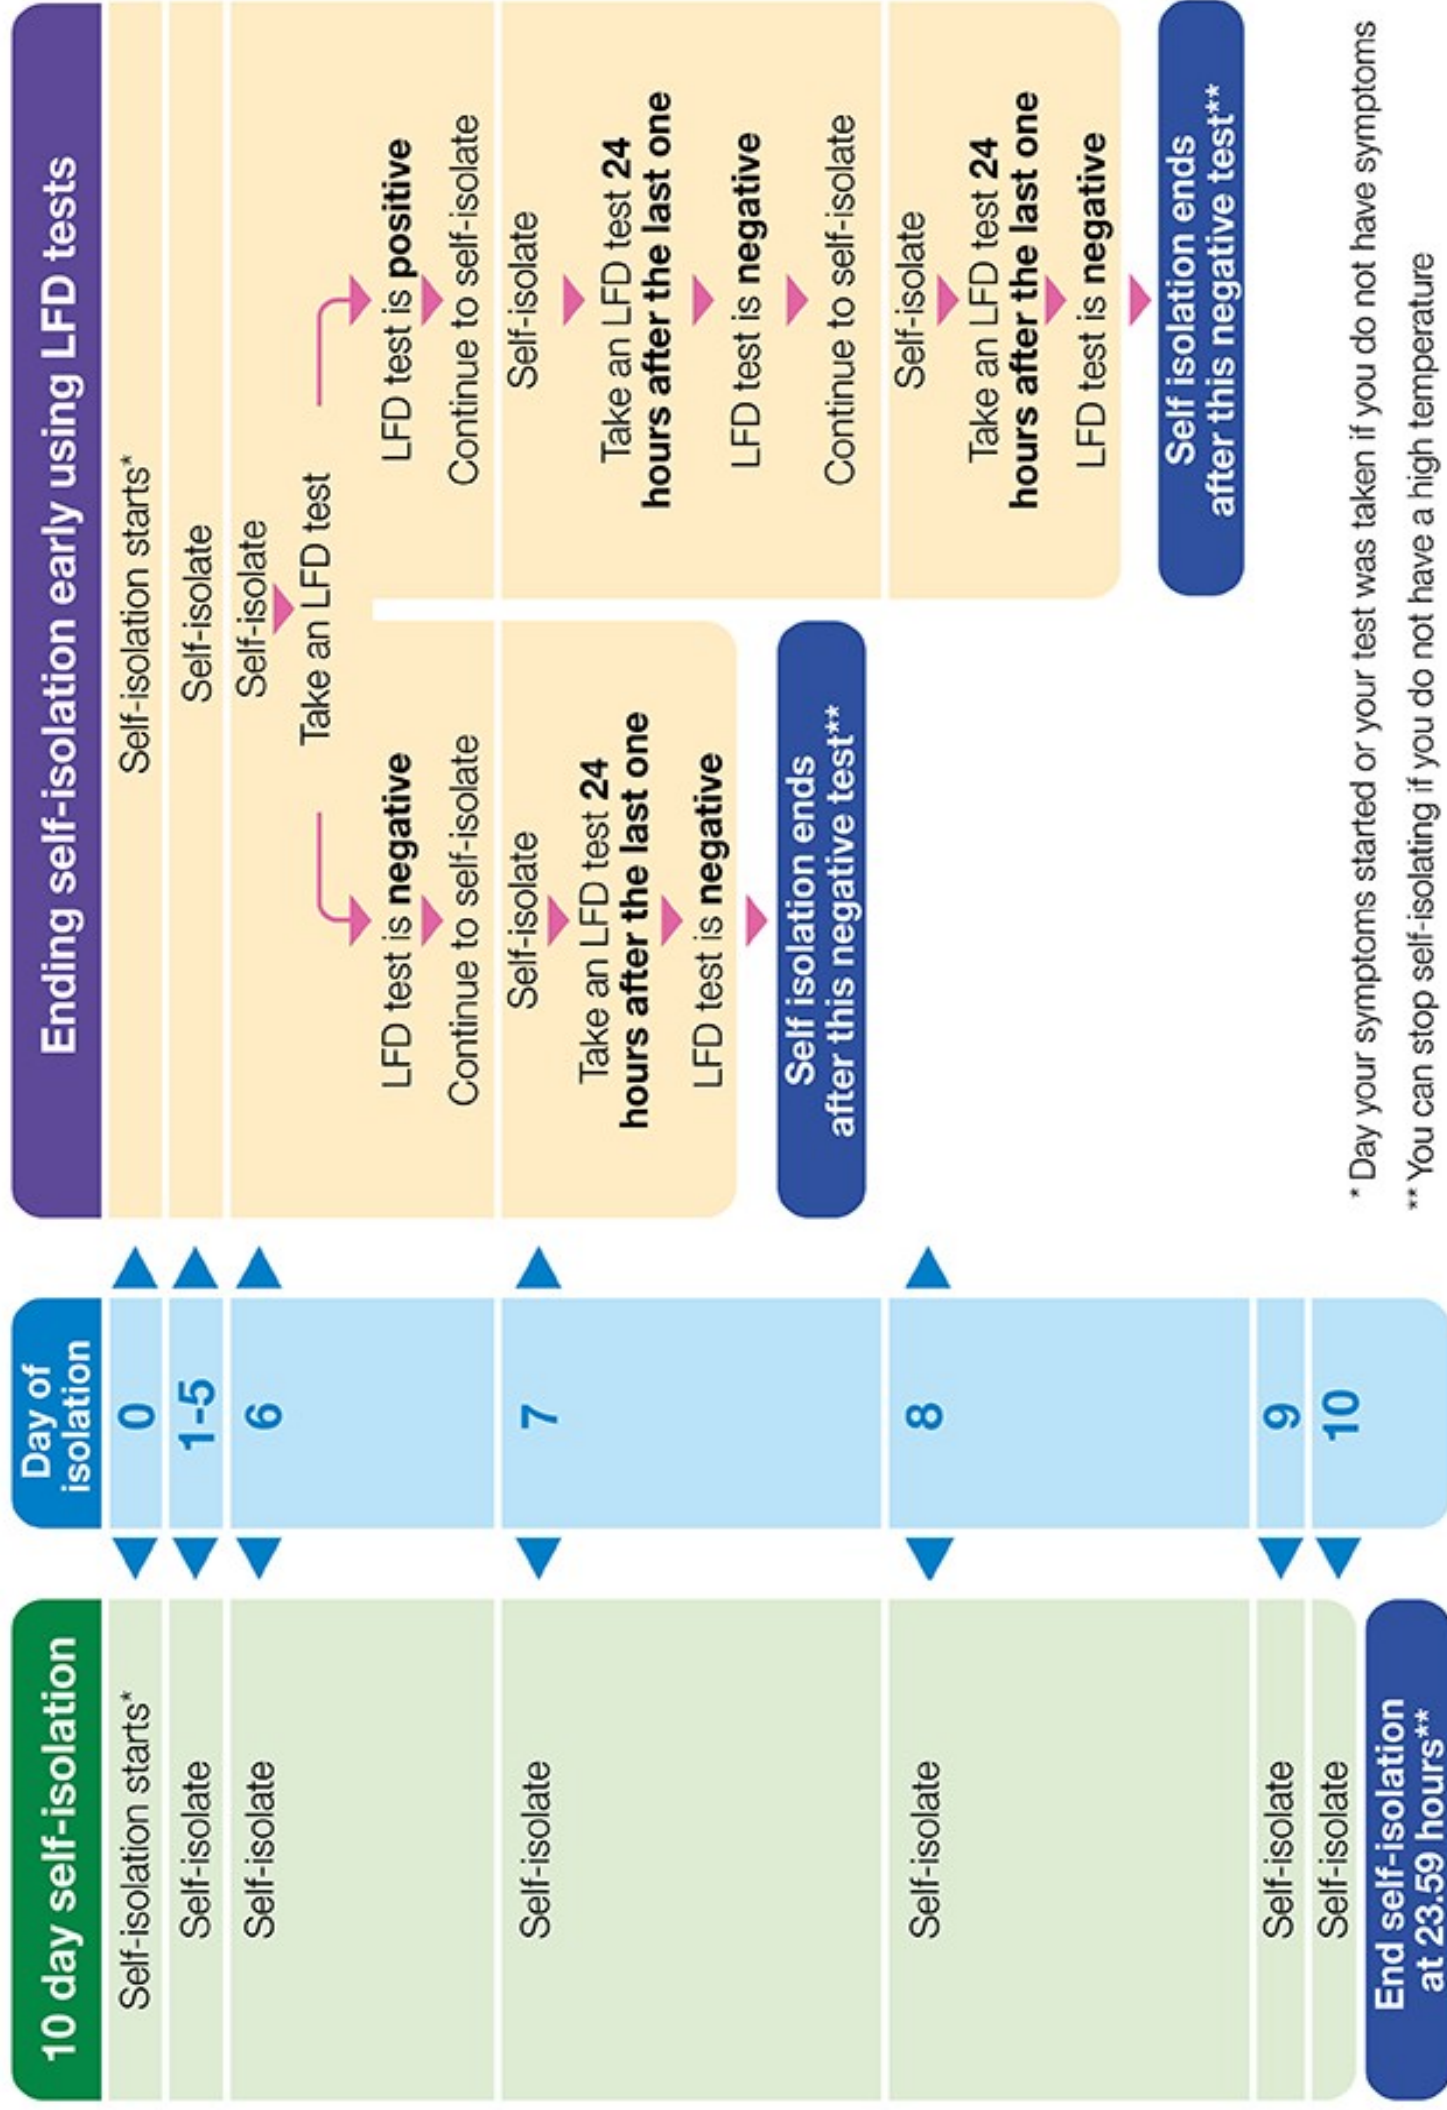 10 day self-isolation
Self-isolation starts*
Self-isolate
Self-isolate
Self-isolate
Self-isolate
Self-isolate
Self-isolate
End self-isolation
at 23.59 hours**
Day of
isolation
0
1-5
6
7
8
9
10
Ending self-isolation early using LFD tests
Self-isolation starts*
Self-isolate
Self-isolate
Take an LFD test
LFD test is negative
Continue to self-isolate
Self-isolate
Take an LFD test 24
hours after the last one
LFD test is negative
Self isolation ends
after this negative test**
LFD test is positive
Continue to self-isolate
Self-isolate
Take an LFD test 24
hours after the last one
LFD test is negative
Continue to self-isolate
Self-isolate
Take an LFD test 24
hours after the last one
LFD test is negative
Self isolation ends
after this negative test**
* Day your symptoms started or your test was taken if you do not have symptoms
** You can stop self-isolating if you do not have a high temperature